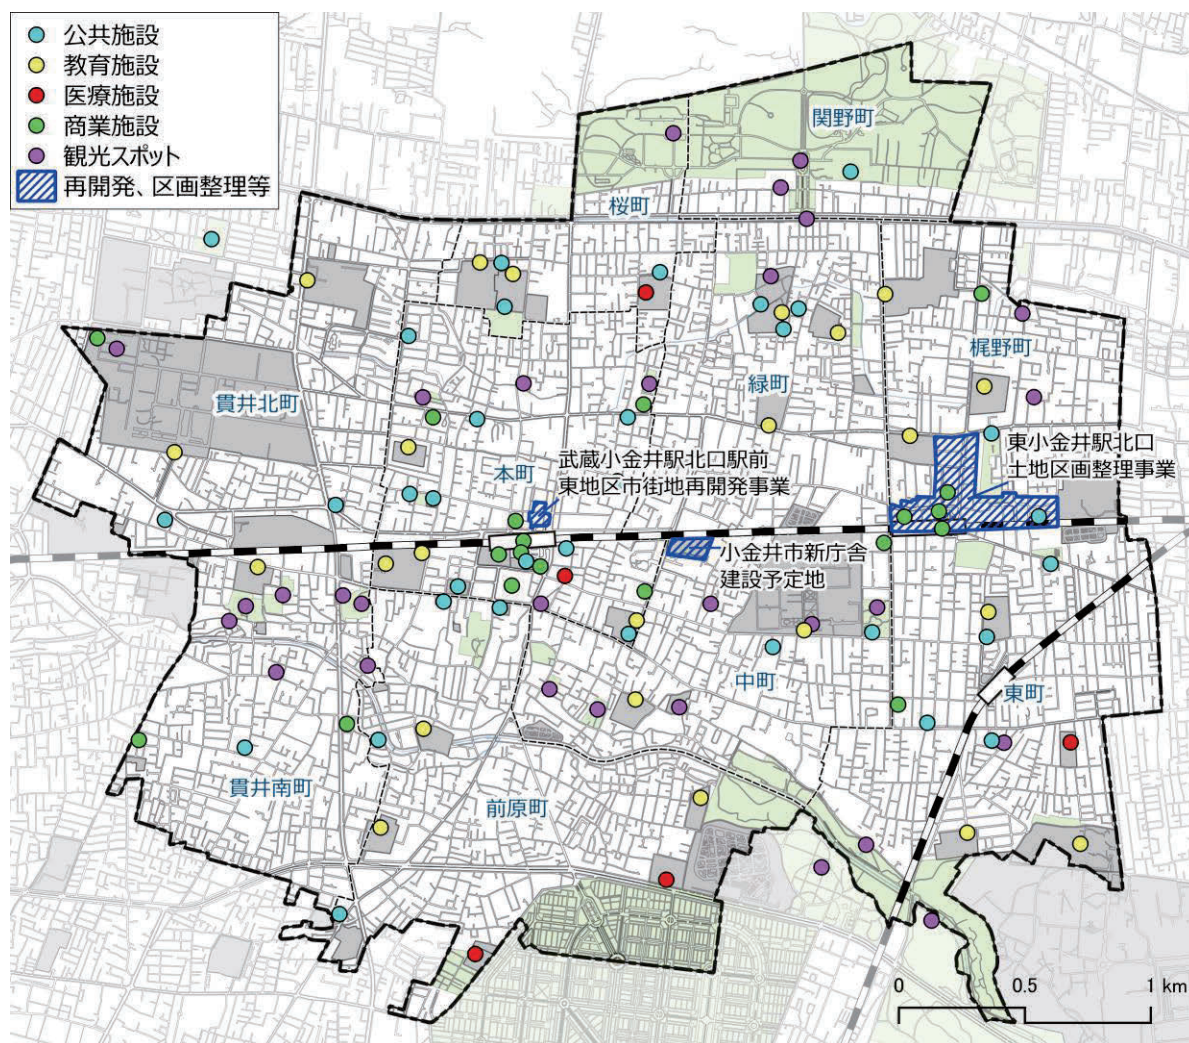 公共施設
教育施設
医療施設
商業施設
観光スポット
再開発、区画整理等
関野町
桜町
梶野町
緑町
貫井北町
本町
武蔵小金井駅北口駅前
東地区市街地再開発事業
東小金井駅北口
土地区画整理事業
小金井市新庁舎
建設予定地
中町
東町
貫井南町
前原町
0 0.5 1 km